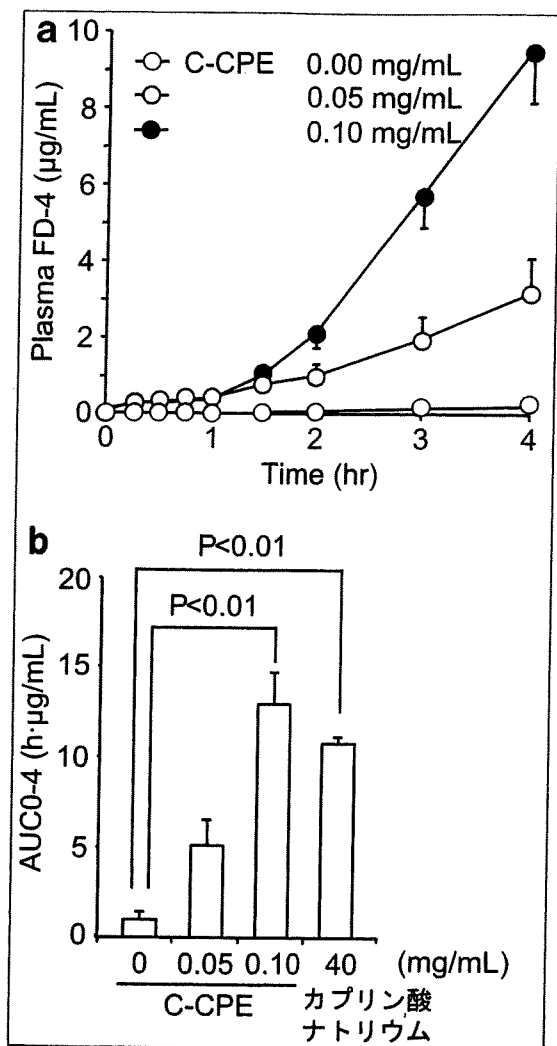 a
10
8
6
4
2
0
Plasma FD-4 (µg/mL)
C-CPE 0.00 mg/mL
0.05 mg/mL
0.10 mg/mL
0 1 2 3 4
Time (hr)
b
P<0.01
P<0.01
20
15
10
5
0
AUC0-4 (h·µg/mL)
0 0.05 0.10 40 (mg/mL)
C-CPE カプリン酸
ナトリウム